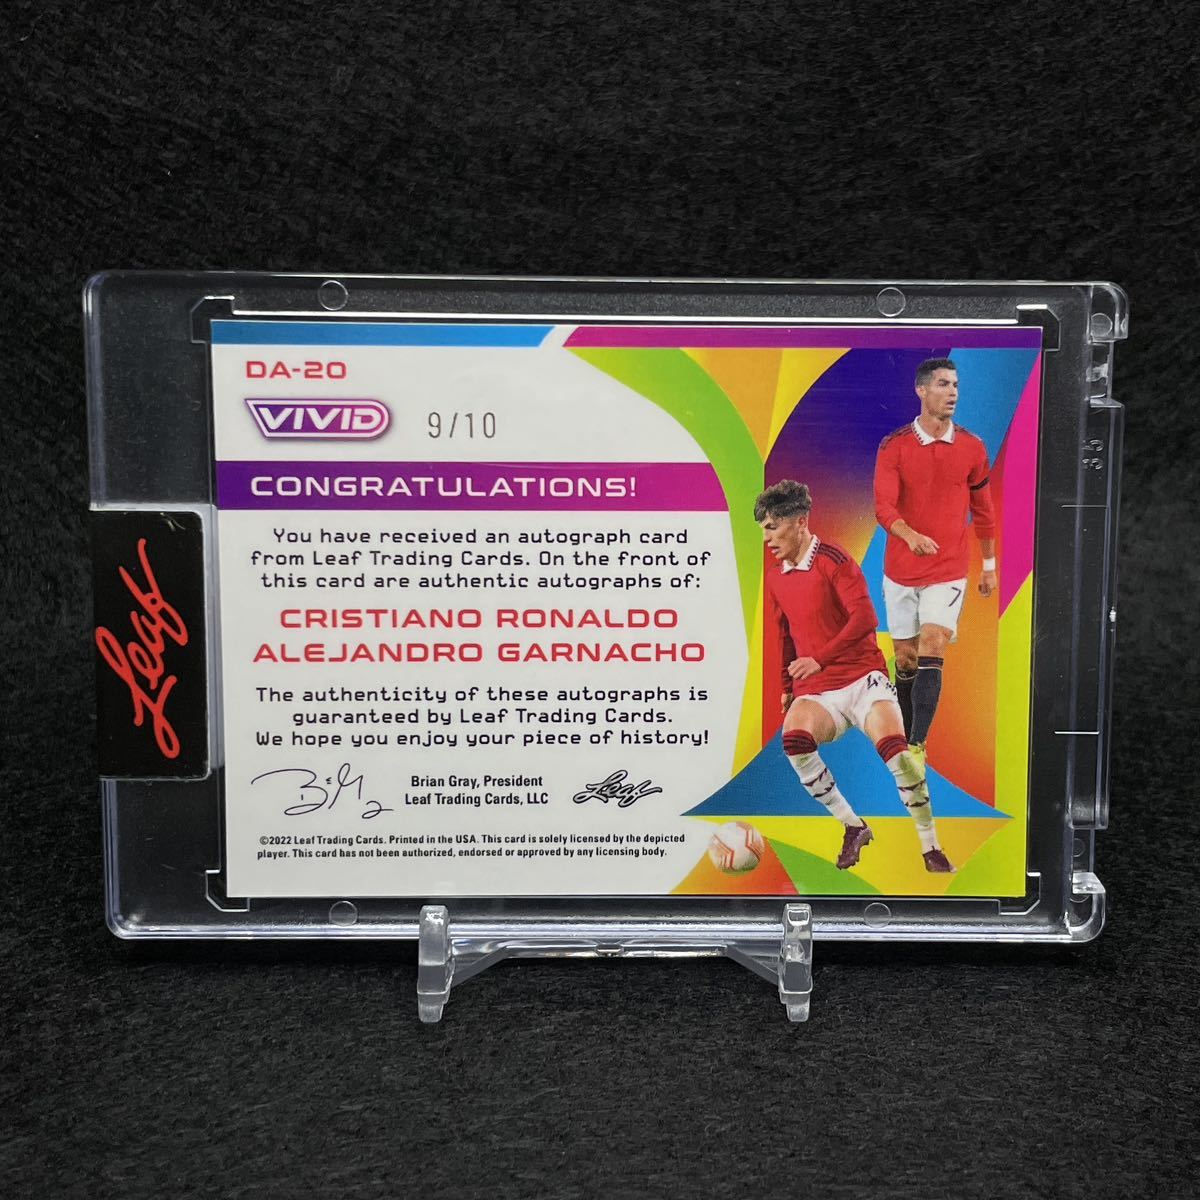 DA-20
VIVID
9/10
CONGRATULATIONS!
You have received an autograph card
from Leaf Trading Cards. On the front of
this card are authentic autographs of:
CRISTIANO RONALDO
ALEJANDRO GARNACHO
The authenticity of these autographs is
guaranteed by Leaf Trading Cards.
We hope you enjoy your piece of history!
Brian Gray, President
Leaf Trading Cards, LLC
Leaf
©2022 Leaf Trading Cards. Printed in the USA. This card is solely licensed by the depicted
player. This card has not been authorized, endorsed or approved by any licensing body.
Leaf
7